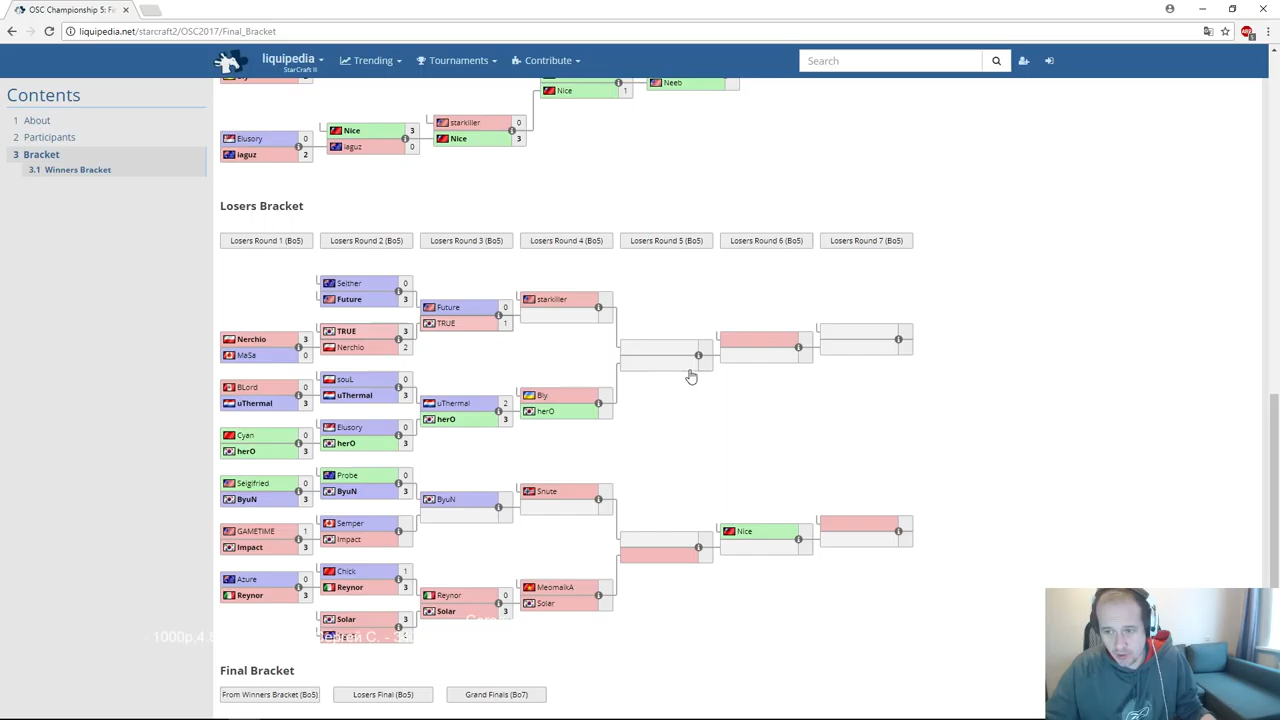 OSC Championship 5: Fi
liquipedia.net/starcraft2/OSC2017/Final_Bracket
liquipedia
StarCraft II
Trending
Tournaments
Contribute
Search
Contents
1 About
2 Participants
3 Bracket
3.1 Winners Bracket
Neeb
Nice 1
starkiller 0
Nice 3
Nice 3
iaguz 0
Elusory 0
iaguz 2
Losers Bracket
Losers Round 1 (Bo5)
Losers Round 2 (Bo5)
Losers Round 3 (Bo5)
Losers Round 4 (Bo5)
Losers Round 5 (Bo5)
Losers Round 6 (Bo5)
Losers Round 7 (Bo5)
Nerchio 3
MaSa 0
BLord 0
uThermal 3
Cyan 0
herO 3
Seigifried 0
ByuN 3
GAMETIME 1
Impact 3
Azure 0
Reynor 3
Seither 0
Future 3
TRUE 3
Nerchio 2
souL 0
uThermal 3
Elusory 0
herO 3
Probe 0
ByuN 3
Semper
Impact
Chick 1
Reynor 3
Solar 3
Future 0
TRUE 1
uThermal 2
herO 3
ByuN
Reynor 0
Solar 3
starkiller
Bly
herO
Snute
MeomaikA
Solar
Nice
Final Bracket
From Winners Bracket (Bo5)
Losers Final (Bo5)
Grand Finals (Bo7)